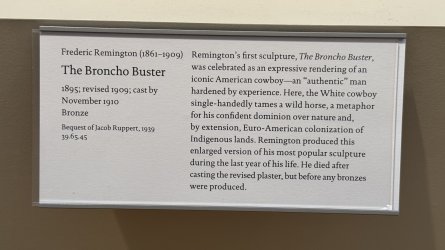 Frederic Remington (1861–1909)
The Broncho Buster
1895; revised 1909; cast by
November 1910
Bronze
Bequest of Jacob Ruppert, 1939
39.65.45
Remington's first sculpture, The Broncho Buster,
was celebrated as an expressive rendering of an
iconic American cowboy—an "authentic" man
hardened by experience. Here, the White cowboy
single-handedly tames a wild horse, a metaphor
for his confident dominion over nature and,
by extension, Euro-American colonization of
Indigenous lands. Remington produced this
enlarged version of his most popular sculpture
during the last year of his life. He died after
casting the revised plaster, but before any bronzes
were produced.